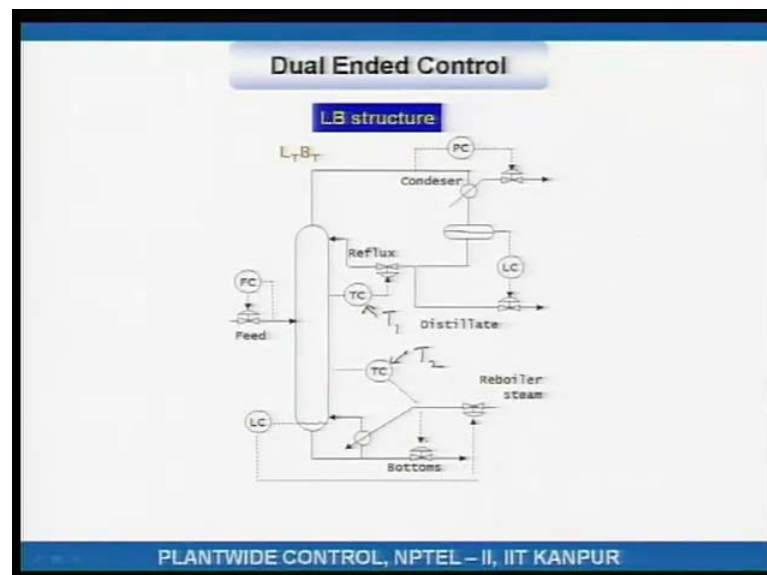 Dual Ended Control
LB structure
LTBT
PC
Condeser
Reflux
LC
FC
TC
T1
Distillate
Feed
TC
T2
Reboiler
steam
LC
Bottoms
PLANTWIDE CONTROL, NPTEL – II, IIT KANPUR